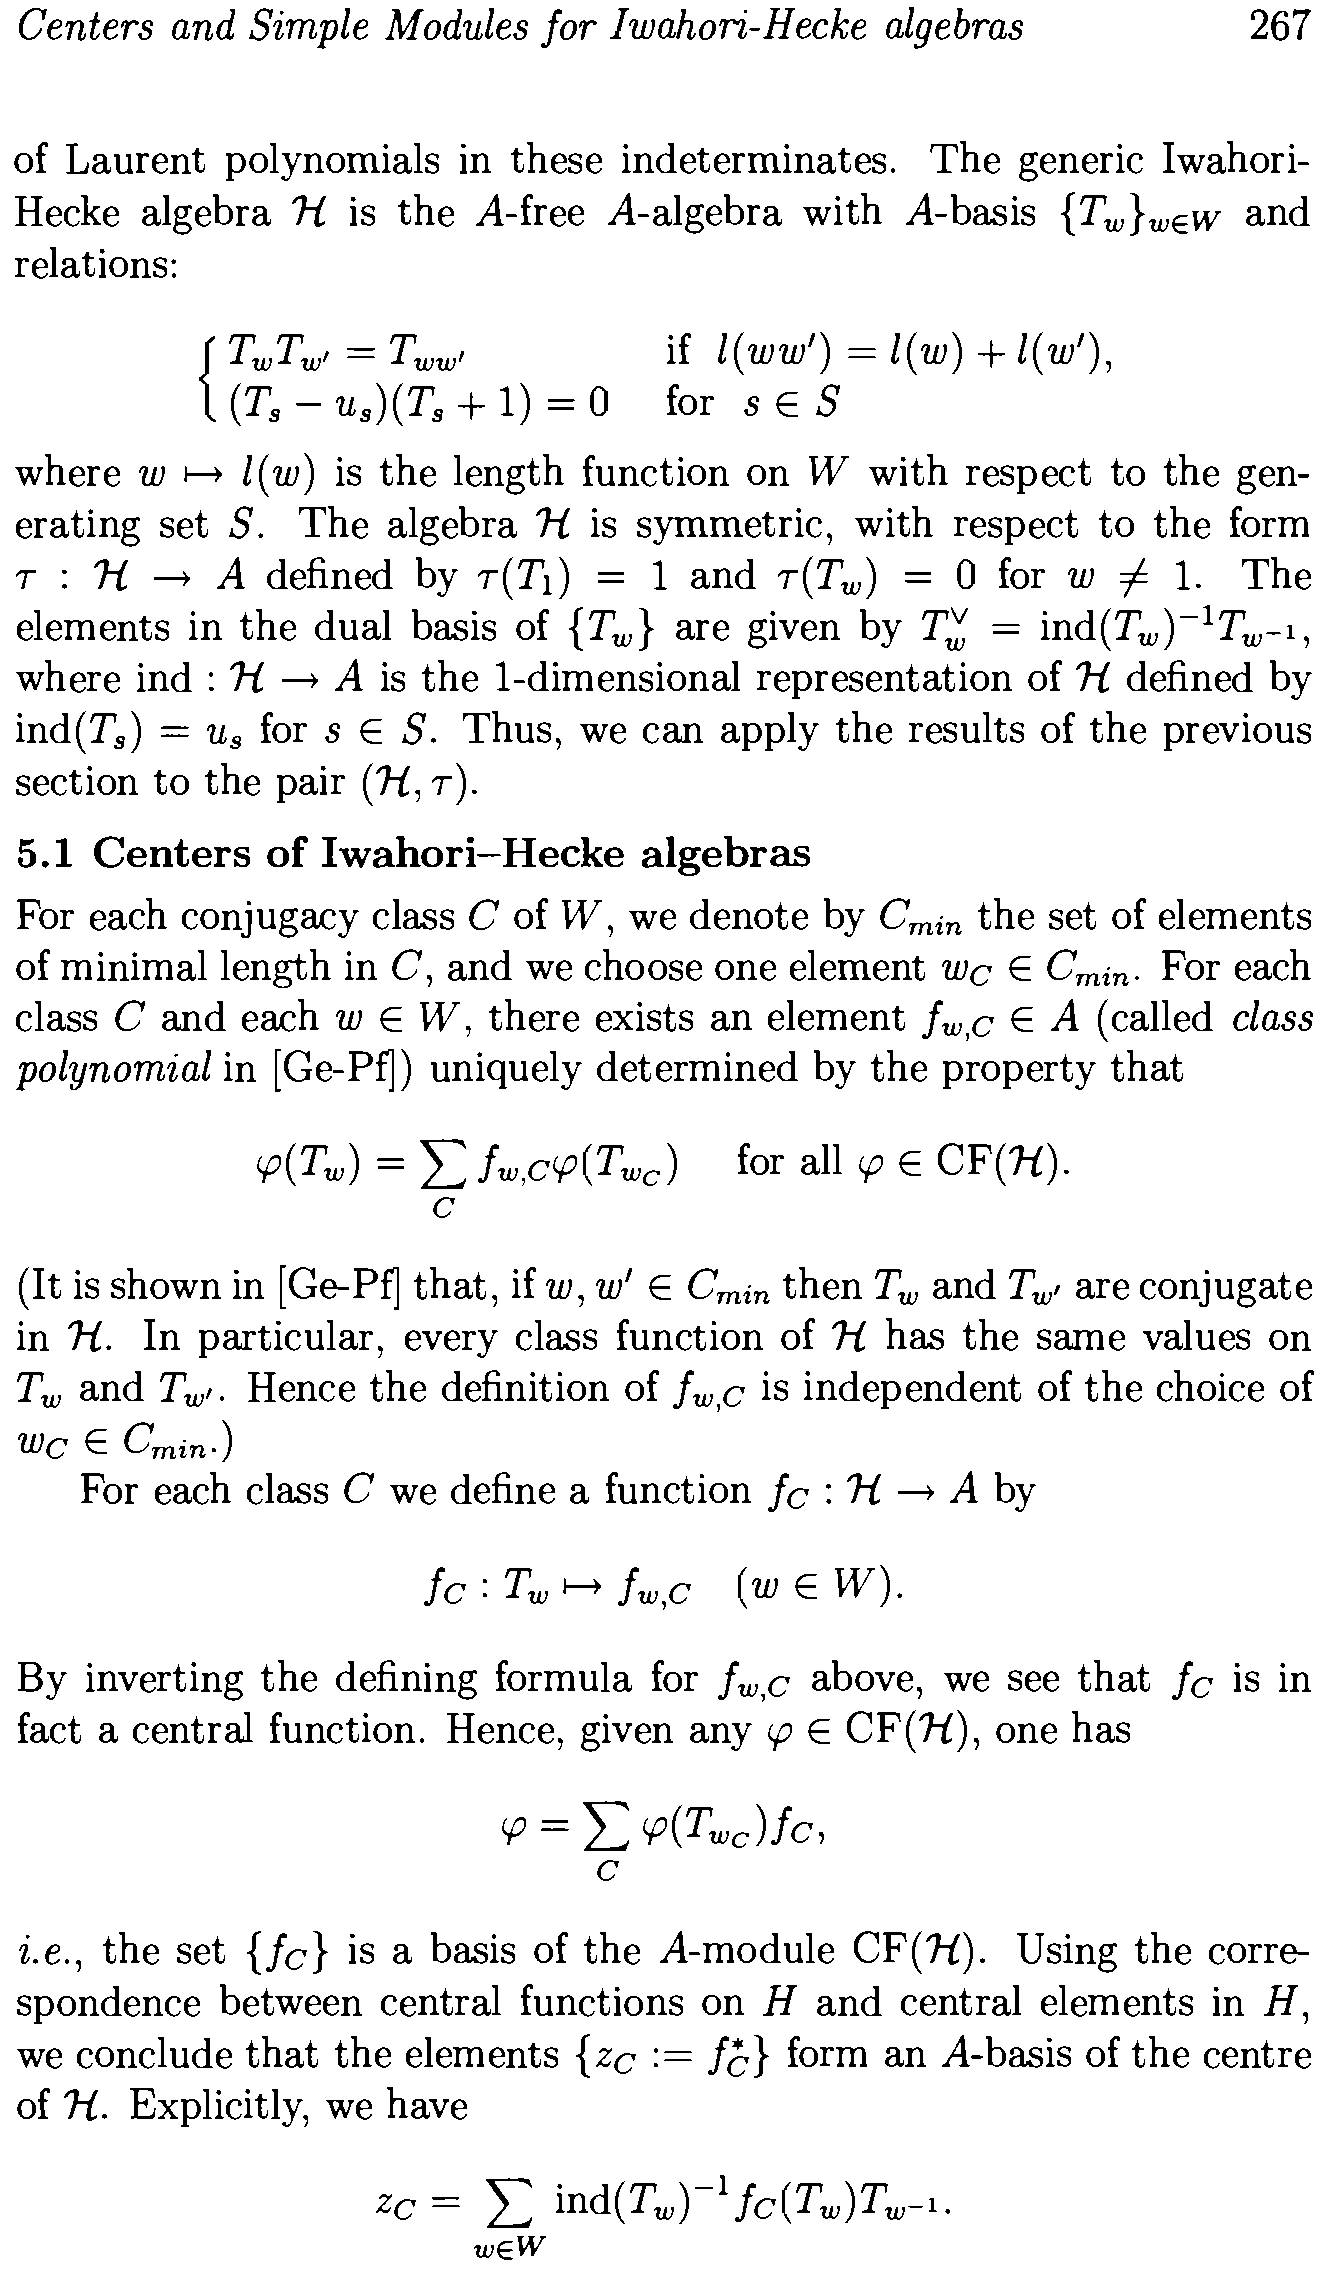 Centers and Simple Modules for Iwahori-Hecke algebras 267
of Laurent polynomials in these indeterminates. The generic Iwahori-
Hecke algebra ℋ is the A-free A-algebra with A-basis {T_w}_{w∈W} and
relations:
{ T_w T_{w′} = T_{ww′} if l(ww′) = l(w) + l(w′),
(T_s − u_s)(T_s + 1) = 0 for s ∈ S
where w ↦ l(w) is the length function on W with respect to the gen-
erating set S. The algebra ℋ is symmetric, with respect to the form
τ : ℋ → A defined by τ(T_1) = 1 and τ(T_w) = 0 for w ≠ 1. The
elements in the dual basis of {T_w} are given by T_w^∨ = ind(T_w)^{−1}T_{w^{−1}},
where ind : ℋ → A is the 1-dimensional representation of ℋ defined by
ind(T_s) = u_s for s ∈ S. Thus, we can apply the results of the previous
section to the pair (ℋ, τ).
5.1 Centers of Iwahori–Hecke algebras
For each conjugacy class C of W, we denote by C_{min} the set of elements
of minimal length in C, and we choose one element w_C ∈ C_{min}. For each
class C and each w ∈ W, there exists an element f_{w,C} ∈ A (called class
polynomial in [Ge-Pf]) uniquely determined by the property that
φ(T_w) = ∑_C f_{w,C}φ(T_{w_C}) for all φ ∈ CF(ℋ).
(It is shown in [Ge-Pf] that, if w, w′ ∈ C_{min} then T_w and T_{w′} are conjugate
in ℋ. In particular, every class function of ℋ has the same values on
T_w and T_{w′}. Hence the definition of f_{w,C} is independent of the choice of
w_C ∈ C_{min}.)
For each class C we define a function f_C : ℋ → A by
f_C : T_w ↦ f_{w,C} (w ∈ W).
By inverting the defining formula for f_{w,C} above, we see that f_C is in
fact a central function. Hence, given any φ ∈ CF(ℋ), one has
φ = ∑_C φ(T_{w_C})f_C,
i.e., the set {f_C} is a basis of the A-module CF(ℋ). Using the corre-
spondence between central functions on H and central elements in H,
we conclude that the elements {z_C := f_C^*} form an A-basis of the centre
of ℋ. Explicitly, we have
z_C = ∑_{w∈W} ind(T_w)^{−1}f_C(T_w)T_{w^{−1}}.